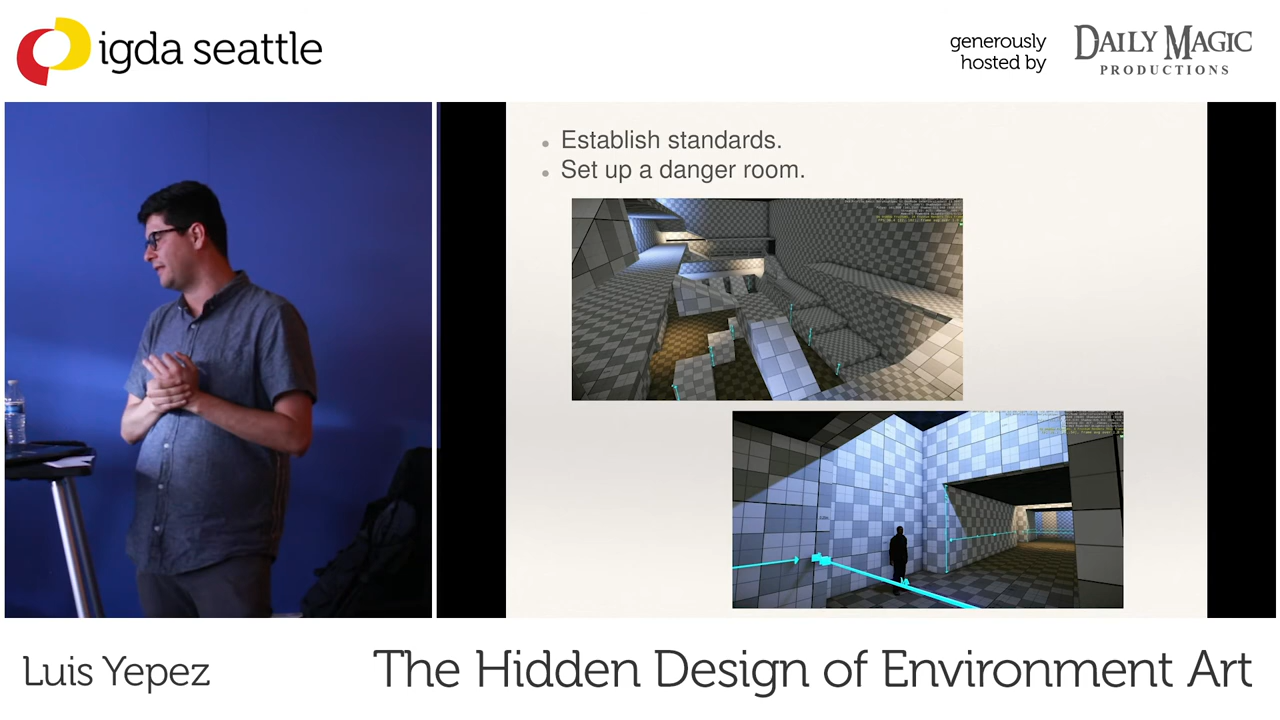 igda seattle
generously
hosted by
DAILY MAGIC
PRODUCTIONS
• Establish standards.
• Set up a danger room.
Luis Yepez
The Hidden Design of Environment Art